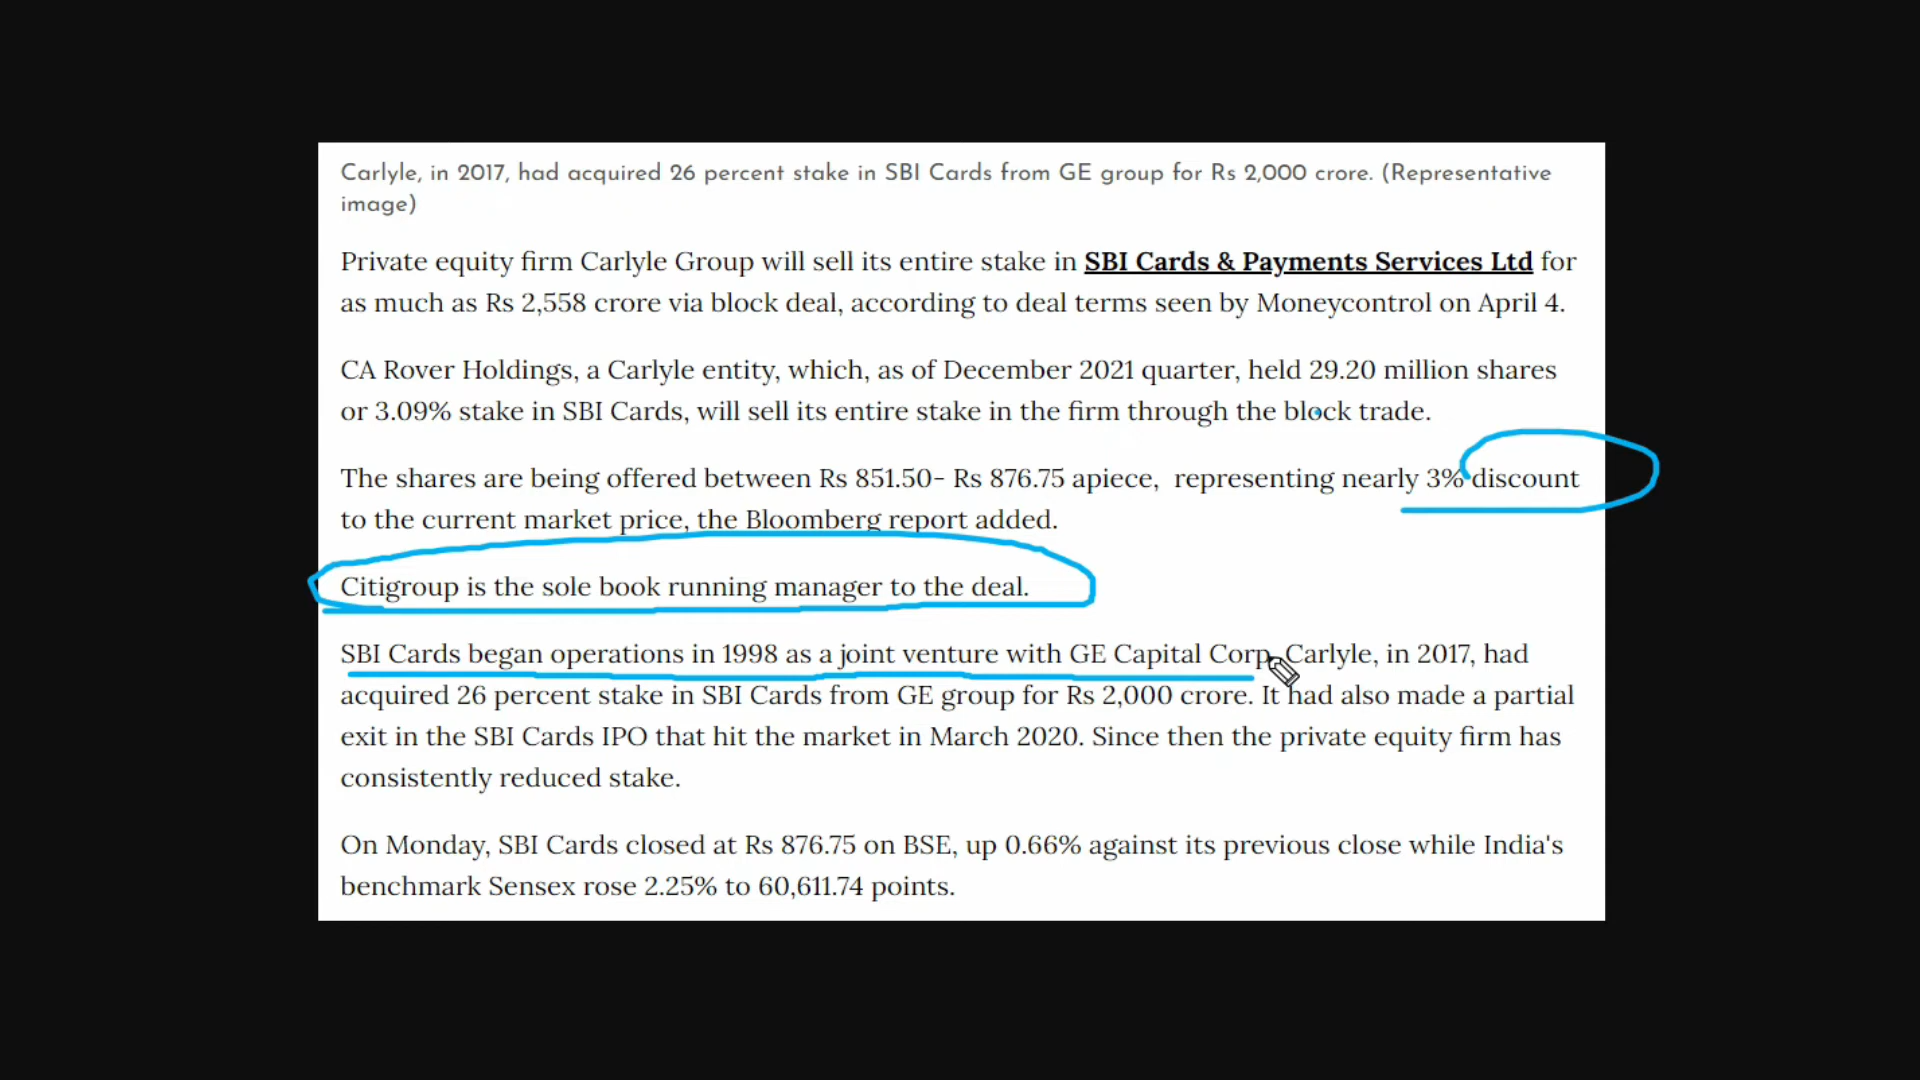 Carlyle, in 2017, had acquired 26 percent stake in SBI Cards from GE group for Rs 2,000 crore. (Representative
image)
Private equity firm Carlyle Group will sell its entire stake in SBI Cards & Payments Services Ltd for
as much as Rs 2,558 crore via block deal, according to deal terms seen by Moneycontrol on April 4.
CA Rover Holdings, a Carlyle entity, which, as of December 2021 quarter, held 29.20 million shares
or 3.09% stake in SBI Cards, will sell its entire stake in the firm through the block trade.
The shares are being offered between Rs 851.50- Rs 876.75 apiece, representing nearly 3% discount
to the current market price, the Bloomberg report added.
Citigroup is the sole book running manager to the deal.
SBI Cards began operations in 1998 as a joint venture with GE Capital Corp. Carlyle, in 2017, had
acquired 26 percent stake in SBI Cards from GE group for Rs 2,000 crore. It had also made a partial
exit in the SBI Cards IPO that hit the market in March 2020. Since then the private equity firm has
consistently reduced stake.
On Monday, SBI Cards closed at Rs 876.75 on BSE, up 0.66% against its previous close while India's
benchmark Sensex rose 2.25% to 60,611.74 points.